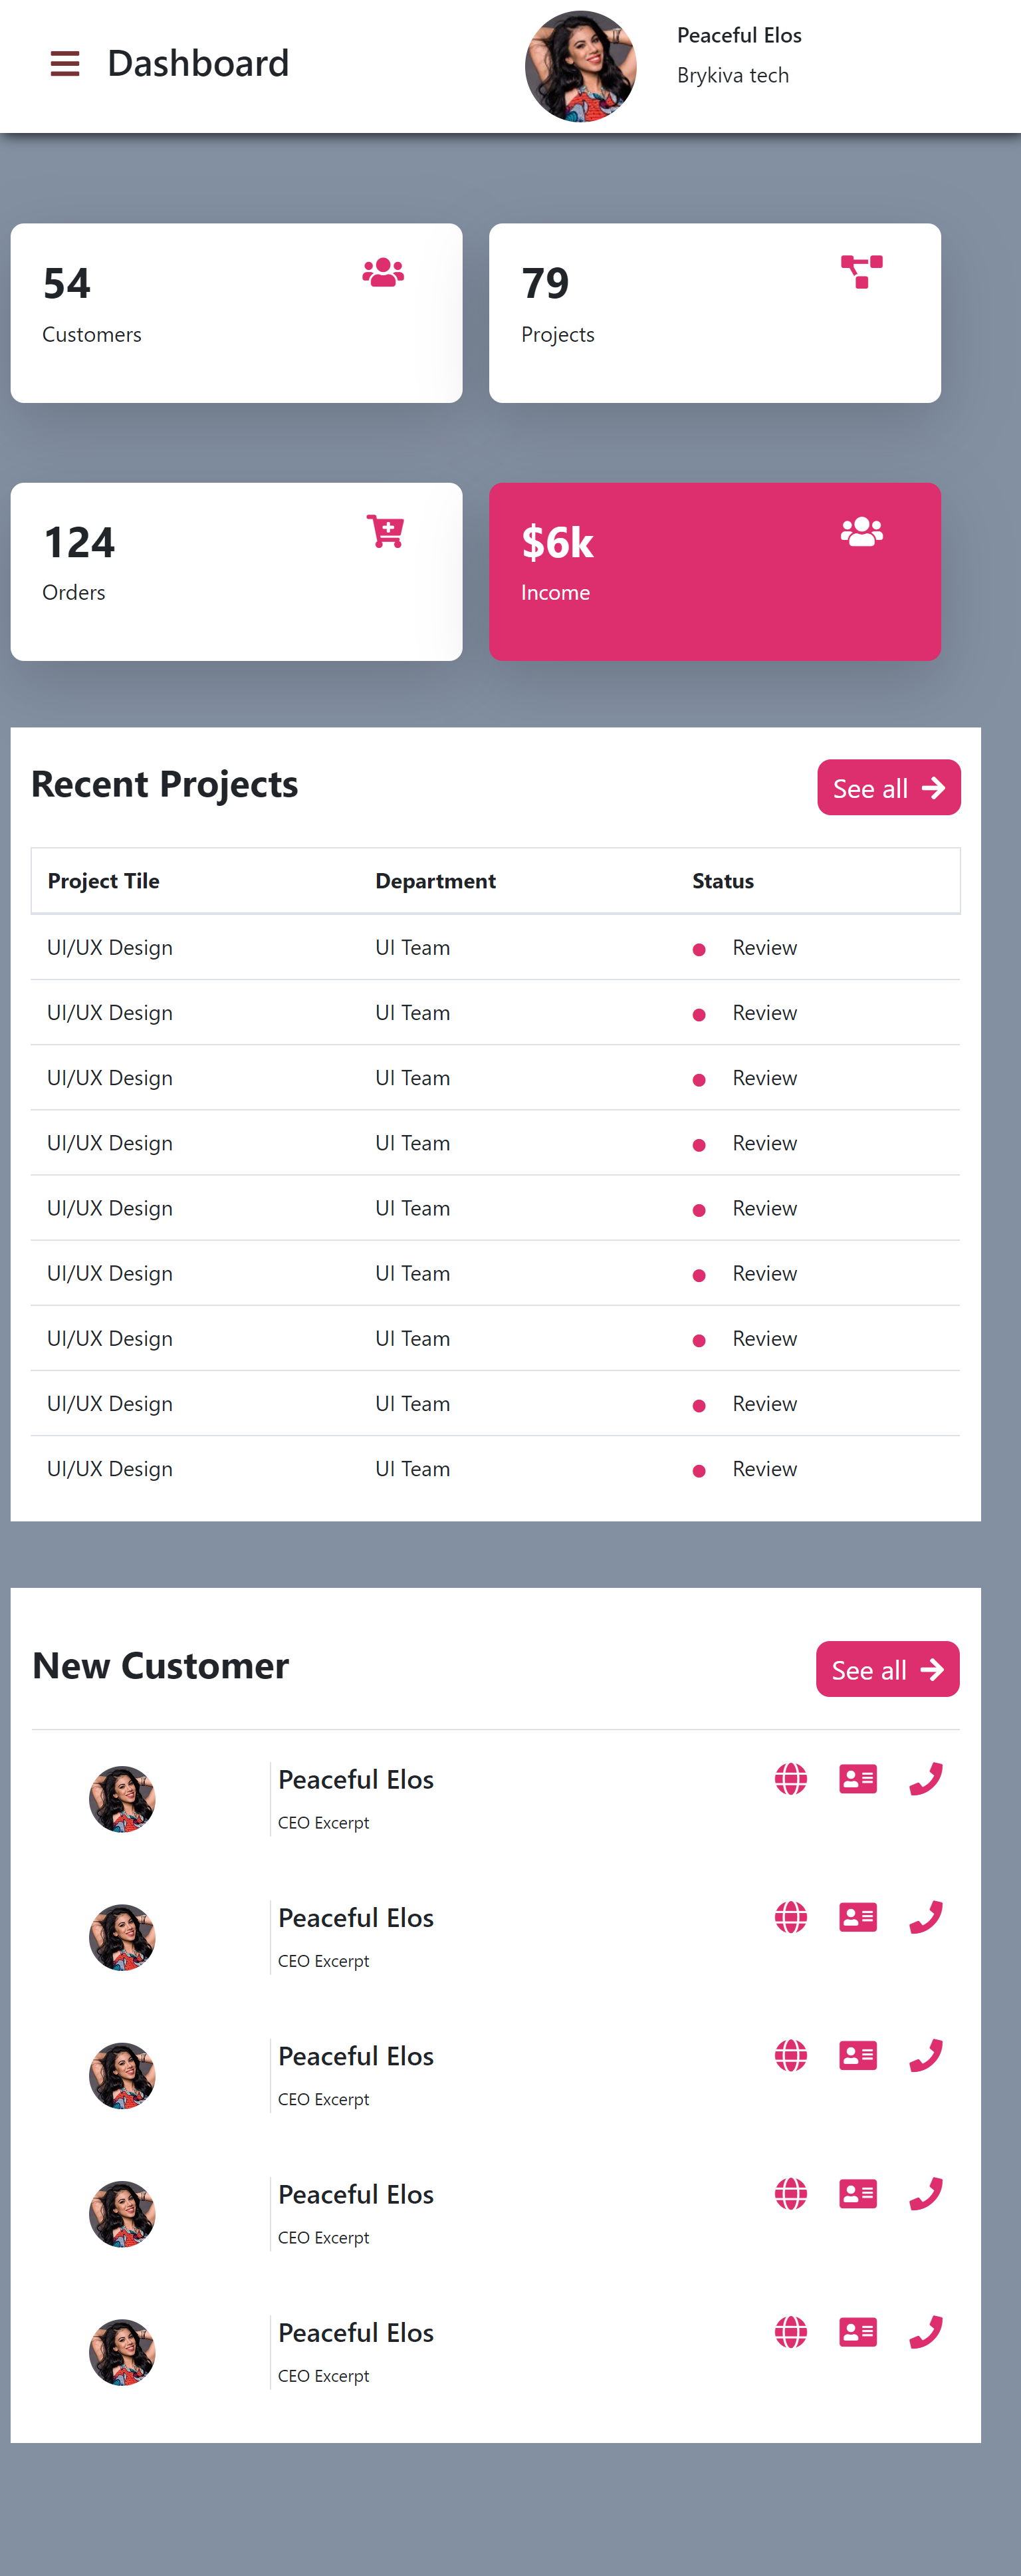 Dashboard
Peaceful Elos
Brykiva tech
54
Customers
79
Projects
124
Orders
$6k
Income
Recent Projects
See all
Project Tile Department Status
UI/UX Design UI Team Review
UI/UX Design UI Team Review
UI/UX Design UI Team Review
UI/UX Design UI Team Review
UI/UX Design UI Team Review
UI/UX Design UI Team Review
UI/UX Design UI Team Review
UI/UX Design UI Team Review
UI/UX Design UI Team Review
New Customer
See all
Peaceful Elos
CEO Excerpt
Peaceful Elos
CEO Excerpt
Peaceful Elos
CEO Excerpt
Peaceful Elos
CEO Excerpt
Peaceful Elos
CEO Excerpt